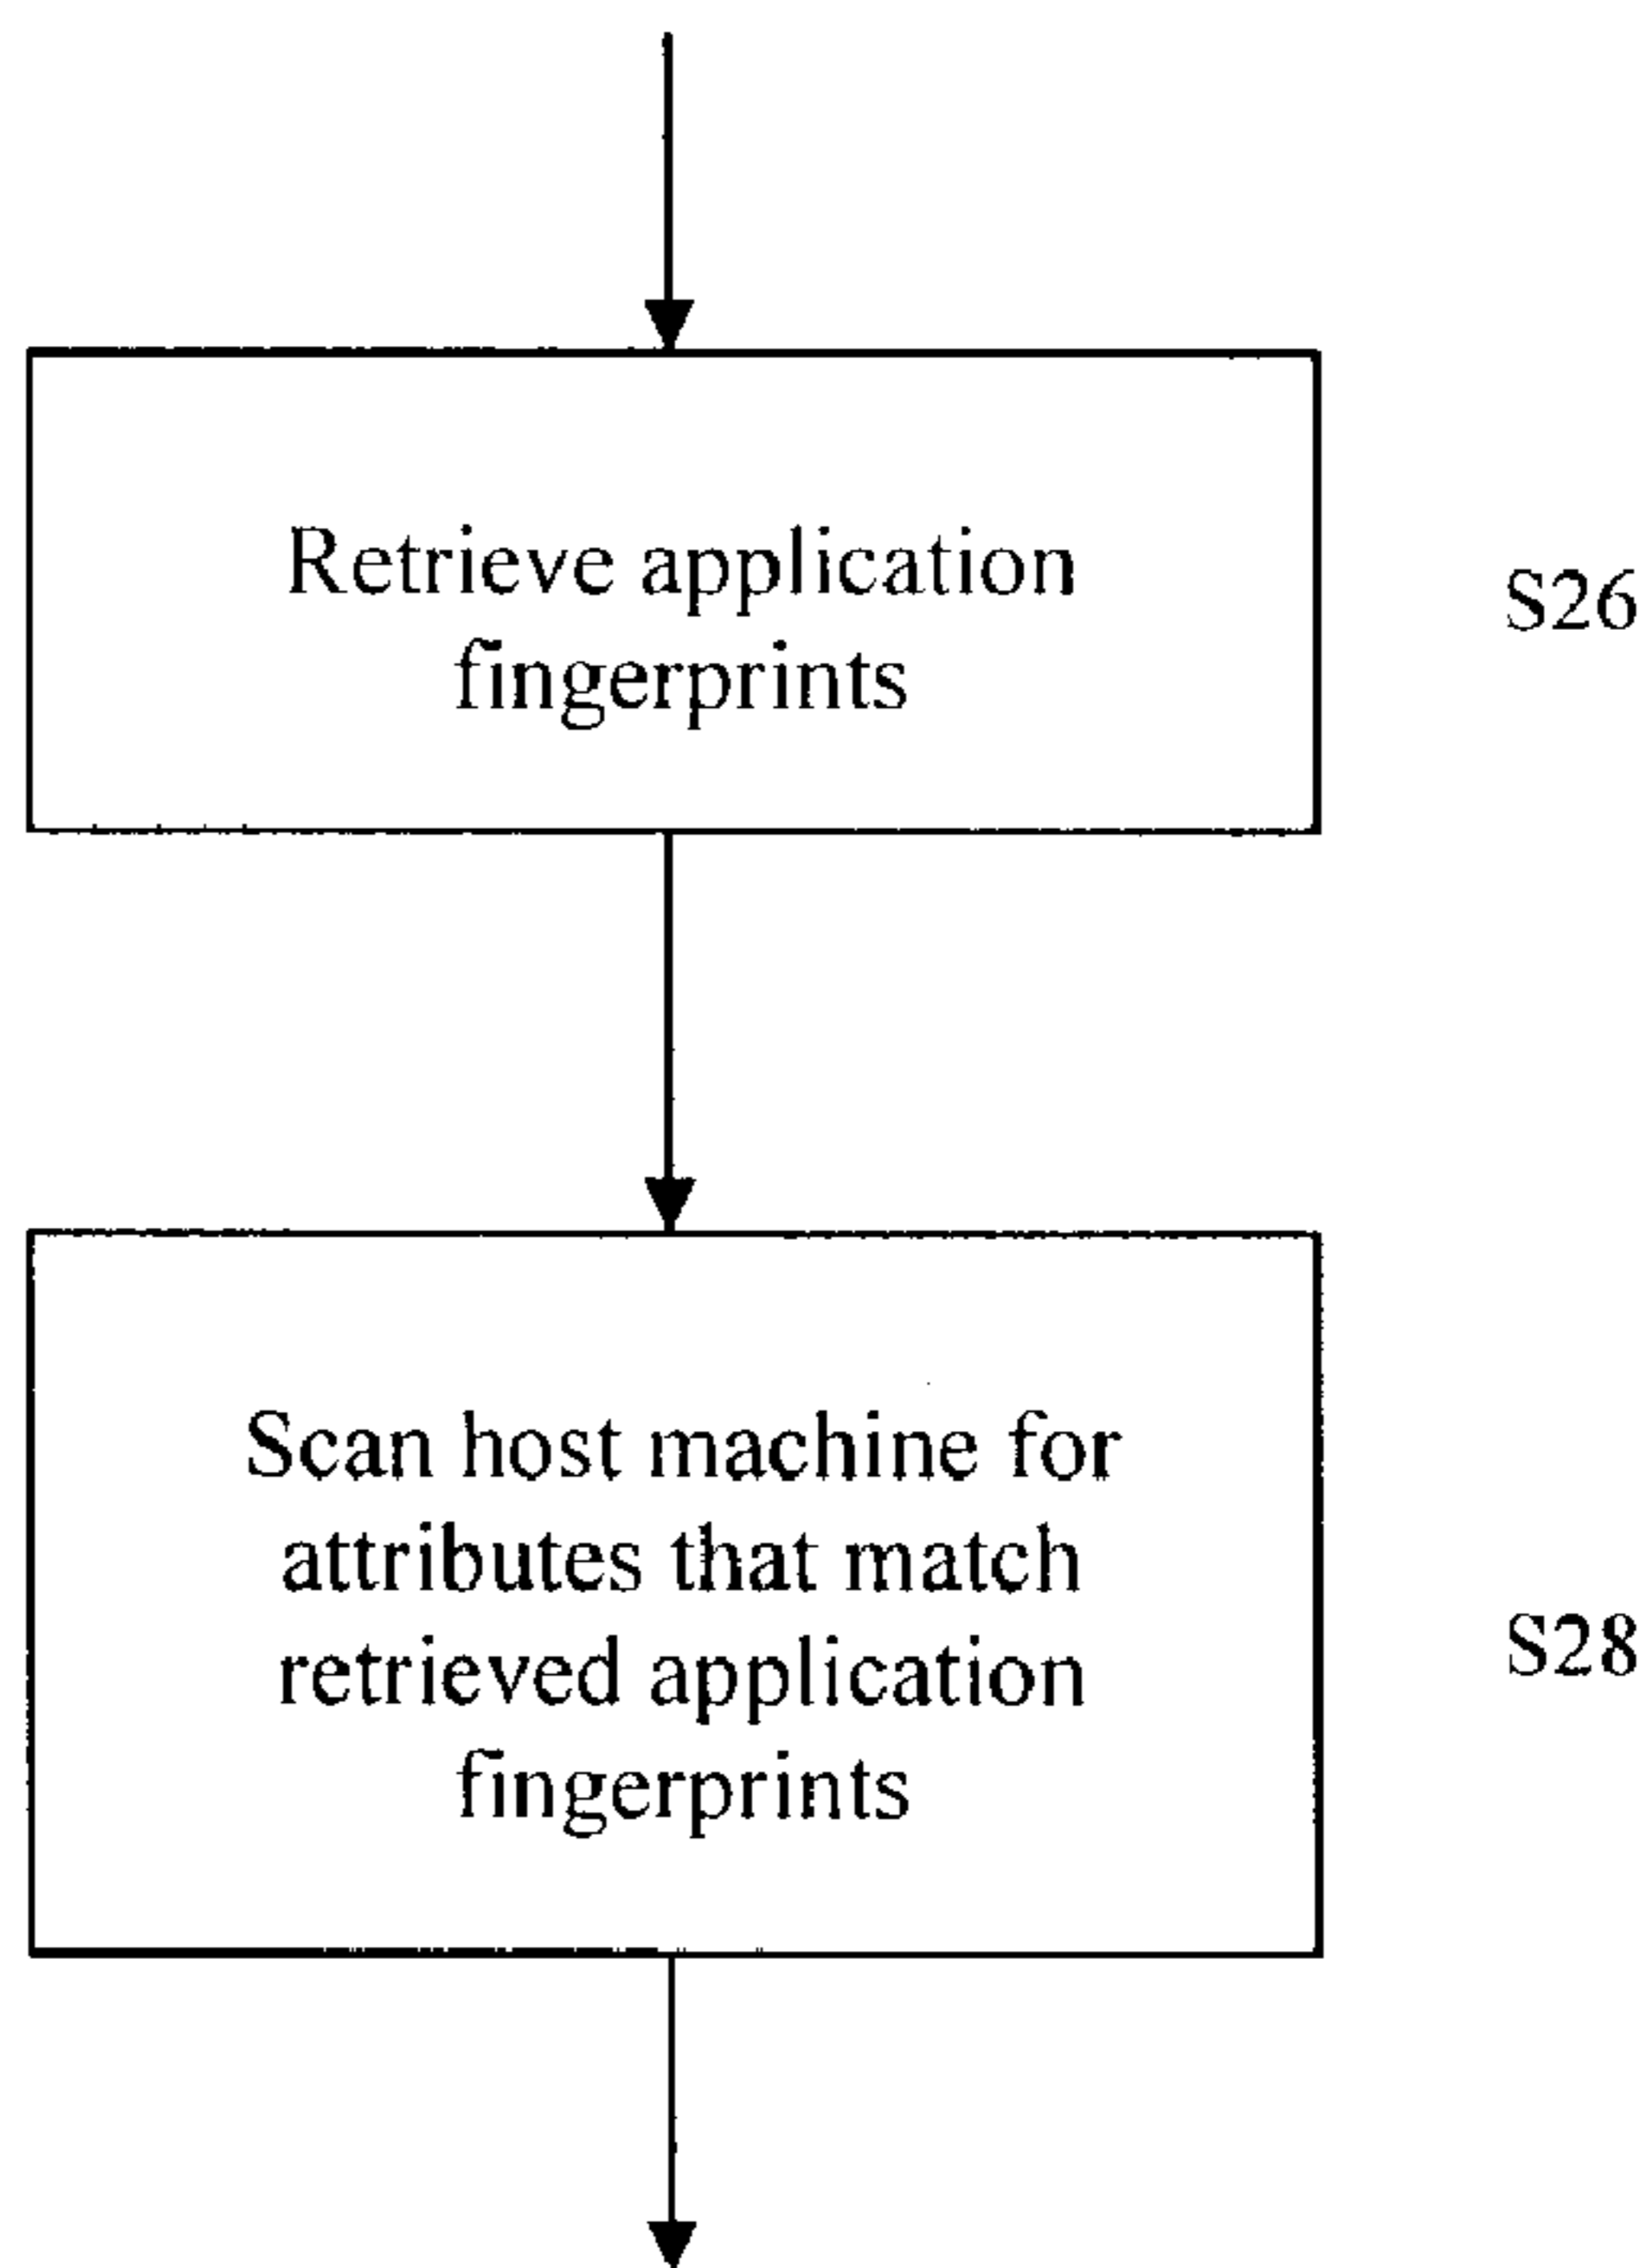 Retrieve application
fingerprints
S26
Scan host machine for
attributes that match
retrieved application
fingerprints
S28